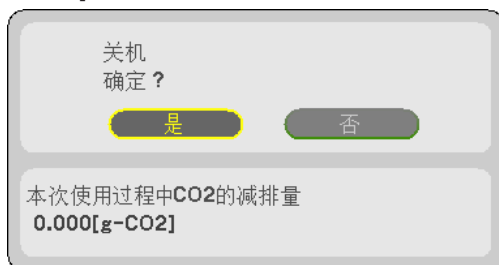 关机
确定？
是 否
本次使用过程中CO2的减排量
0.000[g-CO2]